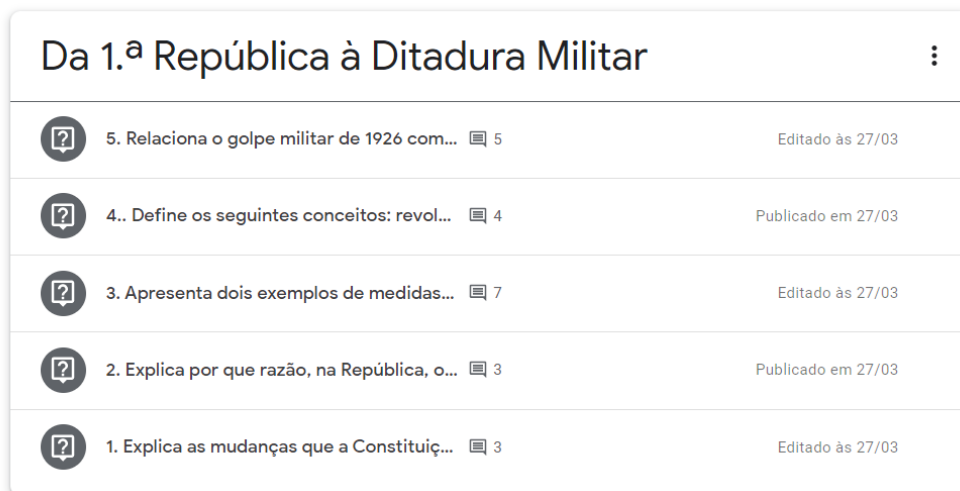 Da 1.ª República à Ditadura Militar
5. Relaciona o golpe militar de 1926 com... 5 Editado às 27/03
4.. Define os seguintes conceitos: revol... 4 Publicado em 27/03
3. Apresenta dois exemplos de medidas... 7 Editado às 27/03
2. Explica por que razão, na República, o... 3 Publicado em 27/03
1. Explica as mudanças que a Constituiç... 3 Editado às 27/03